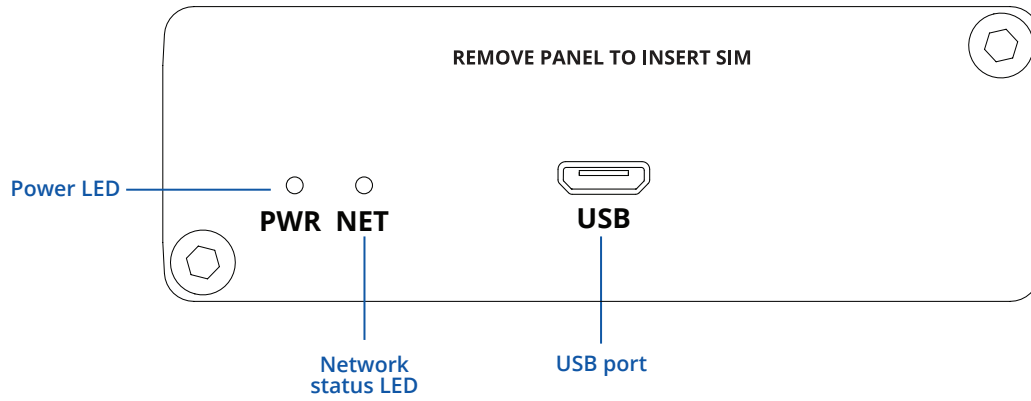 REMOVE PANEL TO INSERT SIM
Power LED
PWR NET
USB
Network
status LED
USB port